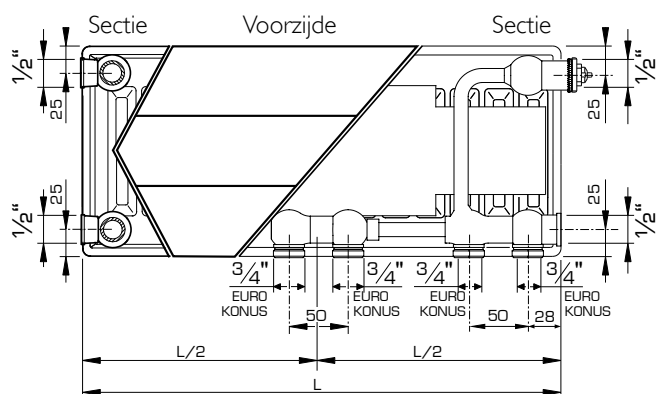 Sectie Voorzijde Sectie
1/2“ 1/2“
25 25
25 25
1/2“ 1/2“
3/4" 3/4" 3/4" 3/4"
EURO KONUS EURO KONUS EURO KONUS EURO KONUS
50 50 28
L/2 L/2
L